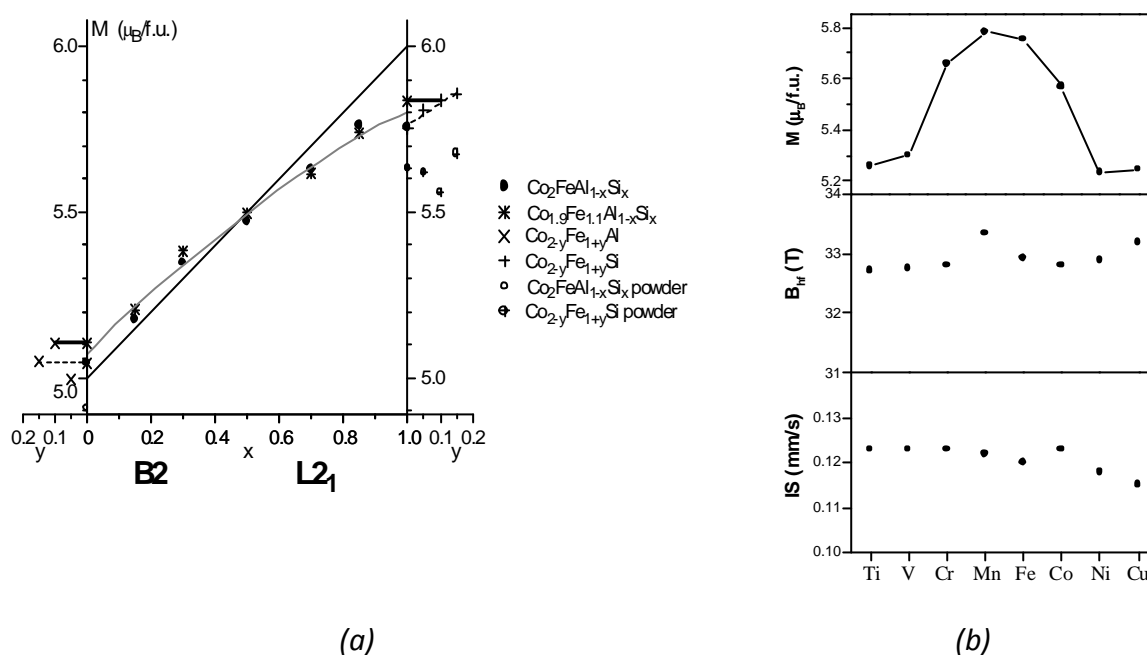 M (μB/f.u.)
6.0
6.0
5.5
5.5
5.0
5.0
0.2 0.1 0 0.2 0.4 0.6 0.8 1.0 0.1 0.2
y x y
B2 L2₁
Co₂FeAl₁₋ₓSiₓ
Co₁.₉Fe₁.₁Al₁₋ₓSiₓ
Co₂₋yFe₁₊yAl
Co₂₋yFe₁₊ySi
Co₂FeAl₁₋ₓSiₓ powder
Co₂₋yFe₁₊ySi powder
(a)
M (μB/f.u.)
5.8
5.6
5.4
5.2
34
Bhf (T)
33
32
31
IS (mm/s)
0.13
0.12
0.11
0.10
Ti V Cr Mn Fe Co Ni Cu
(b)